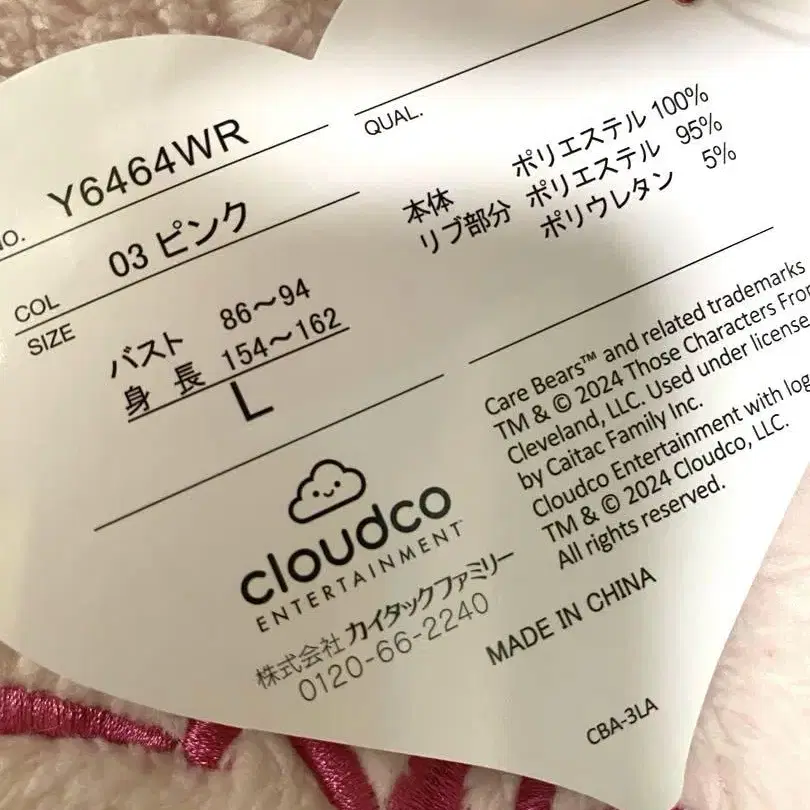 NO. Y6464WR
COL 03 ピンク
SIZE バスト 86～94
身長 154～162
L
QUAL.
本体 ポリエステル 100%
リブ部分 ポリエステル 95%
ポリウレタン 5%
Care Bears™ and related trademarks
TM & © 2024 Those Characters From
Cleveland, LLC. Used under license
by Caitac Family Inc.
Cloudco Entertainment with log
TM & © 2024 Cloudco, LLC.
All rights reserved.
cloudco
ENTERTAINMENT™
株式会社カイタックファミリー
0120-66-2240
MADE IN CHINA
CBA-3LA